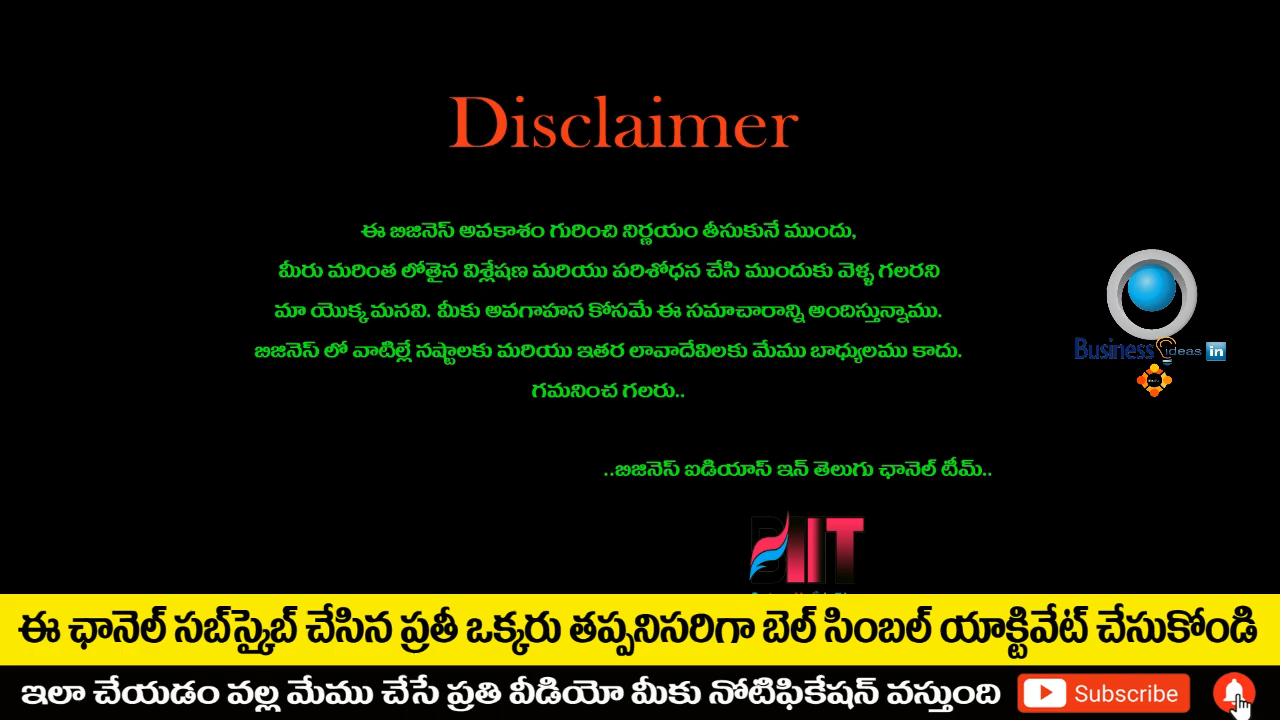 Disclaimer
ఈ బిజినెస్ అవకాశం గురించి నిర్ణయం తీసుకునే ముందు,
మీరు మరింత లోతైన విశ్లేషణ మరియు పరిశోధన చేసి ముందుకు వెళ్ళ గలరని
మా యొక్క మనవి. మీకు అవగాహన కోసమే ఈ సమాచారాన్ని అందిస్తున్నాము.
బిజినెస్ లో వాటిల్లే నష్టాలకు మరియు ఇతర లావాదేవిలకు మేము బాధ్యులము కాదు.
గమనించ గలరు..
Business ideas in
..బిజినెస్ ఐడియాస్ ఇన్ తెలుగు ఛానెల్ టీమ్..
BIIT
ఈ ఛానెల్ సబ్‌స్క్రైబ్ చేసిన ప్రతీ ఒక్కరు తప్పనిసరిగా బెల్ సింబల్ యాక్టివేట్ చేసుకోండి
ఇలా చేయడం వల్ల మేము చేసే ప్రతి వీడియో మీకు నోటిఫికేషన్ వస్తుంది Subscribe